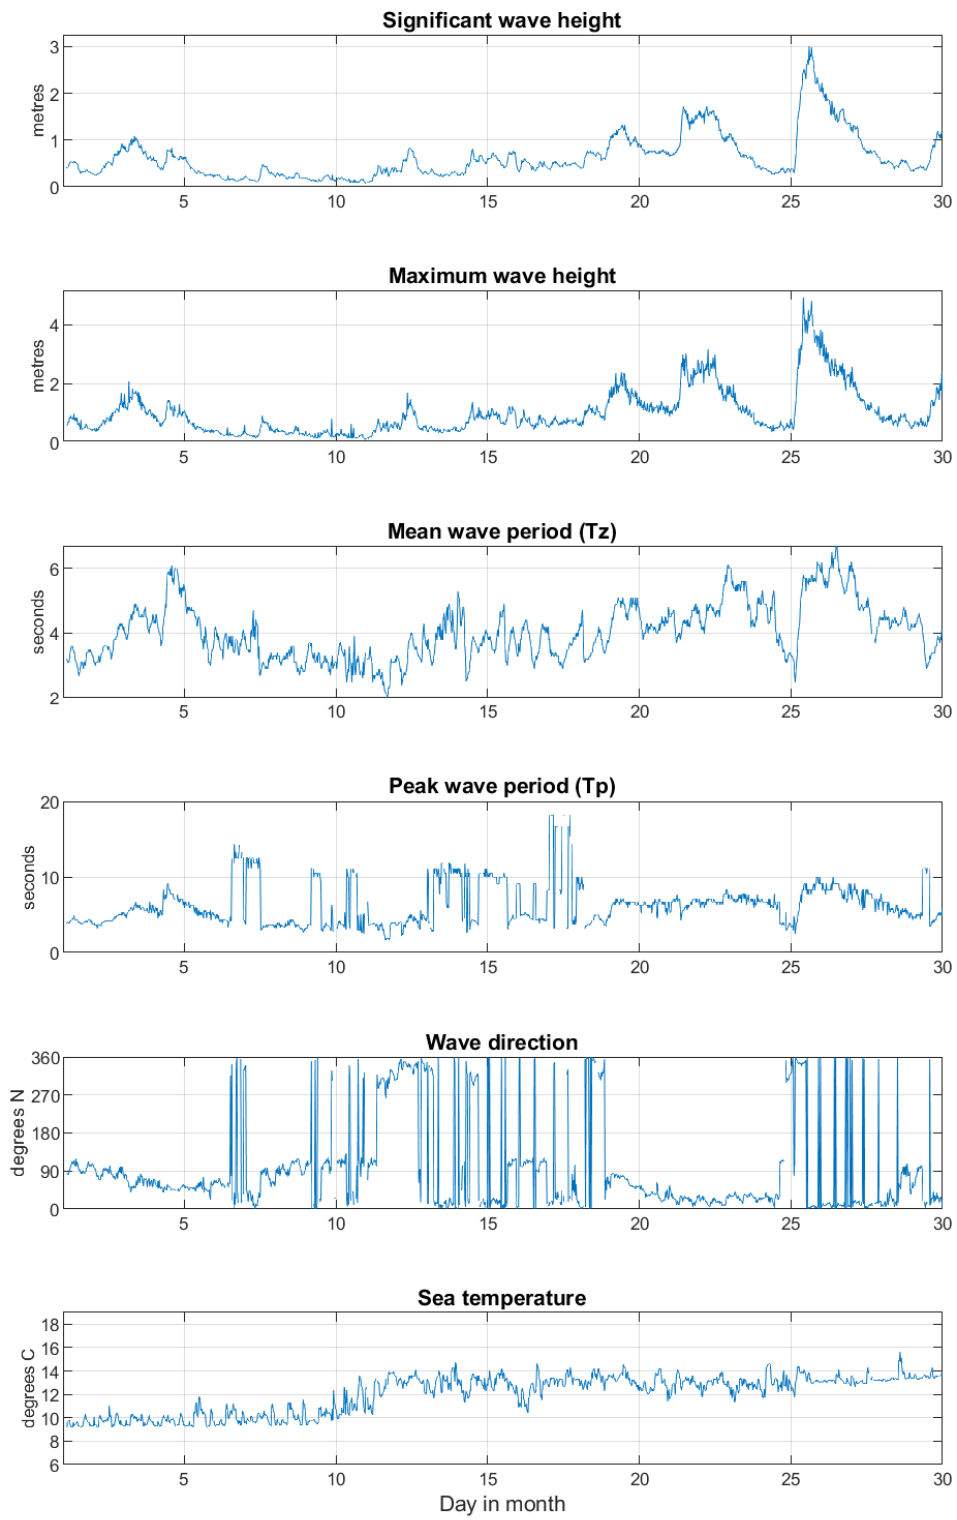 Significant wave height
metres
3
2
1
0
5 10 15 20 25 30
Maximum wave height
metres
4
2
0
5 10 15 20 25 30
Mean wave period (Tz)
seconds
6
4
2
5 10 15 20 25 30
Peak wave period (Tp)
seconds
20
10
0
5 10 15 20 25 30
Wave direction
degrees N
360
270
180
90
0
5 10 15 20 25 30
Sea temperature
degrees C
18
16
14
12
10
8
6
5 10 15 20 25 30
Day in month